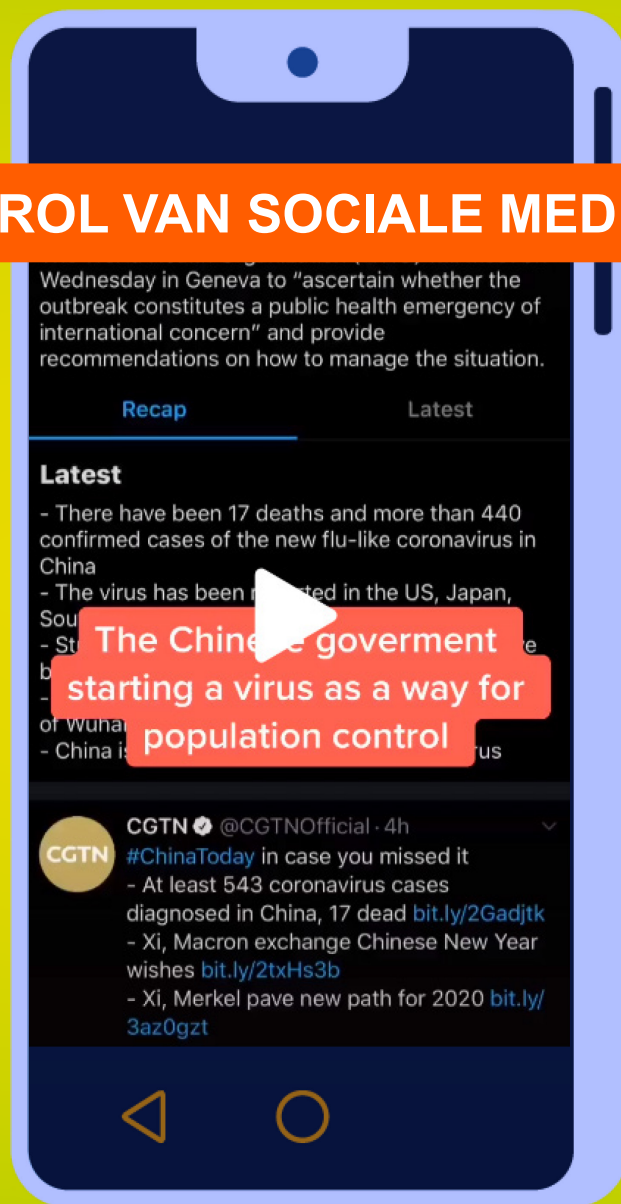 ROL VAN SOCIALE MED
Wednesday in Geneva to “ascertain whether the
outbreak constitutes a public health emergency of
international concern” and provide
recommendations on how to manage the situation.
Recap Latest
Latest
- There have been 17 deaths and more than 440
confirmed cases of the new flu-like coronavirus in
China
- The virus has been in the US, Japan,
The goverment
starting a virus as a way for
population control
of
- China
CGTN @CGTNOfficial · 4h
CGTN
#ChinaToday in case you missed it
- At least 543 coronavirus cases
diagnosed in China, 17 dead bit.ly/2Gadjtk
- Xi, Macron exchange Chinese New Year
wishes bit.ly/2txHs3b
- Xi, Merkel pave new path for 2020 bit.ly/
3az0gzt